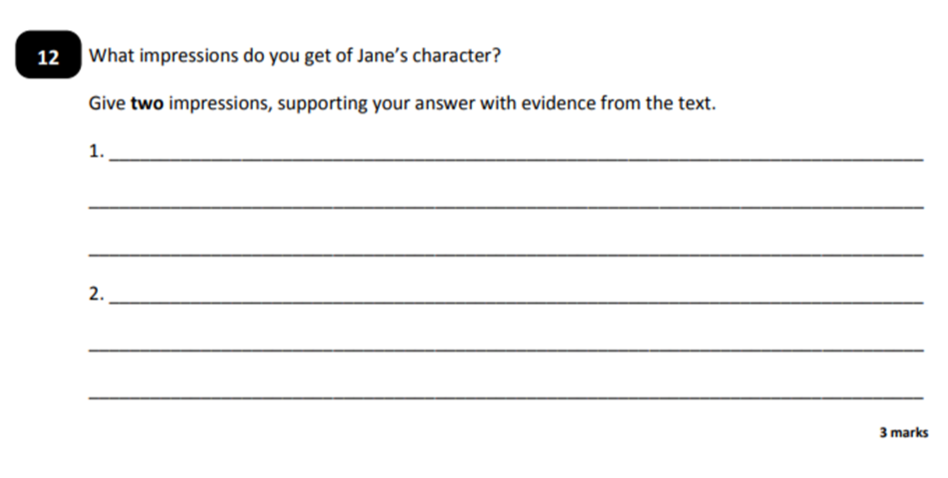 12 What impressions do you get of Jane's character?
Give two impressions, supporting your answer with evidence from the text.
1.
2.
3 marks